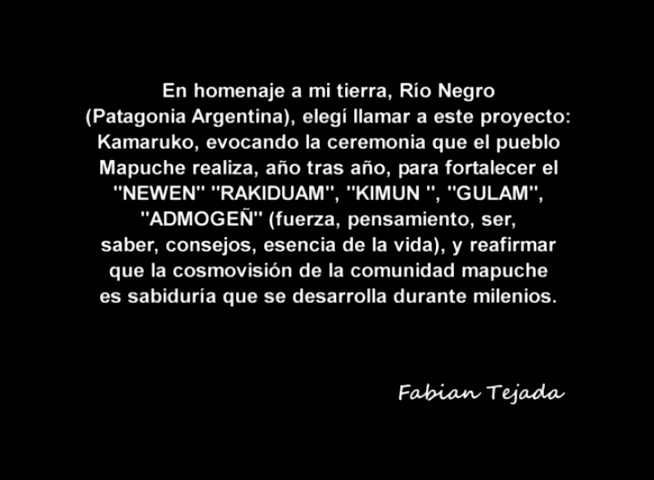 En homenaje a mi tierra, Río Negro
(Patagonia Argentina), elegí llamar a este proyecto:
Kamaruko, evocando la ceremonia que el pueblo
Mapuche realiza, año tras año, para fortalecer el
"NEWEN" "RAKIDUAM", "KIMUN ", "GULAM",
"ADMOGEÑ" (fuerza, pensamiento, ser,
saber, consejos, esencia de la vida), y reafirmar
que la cosmovisión de la comunidad mapuche
es sabiduría que se desarrolla durante milenios.
Fabian Tejada